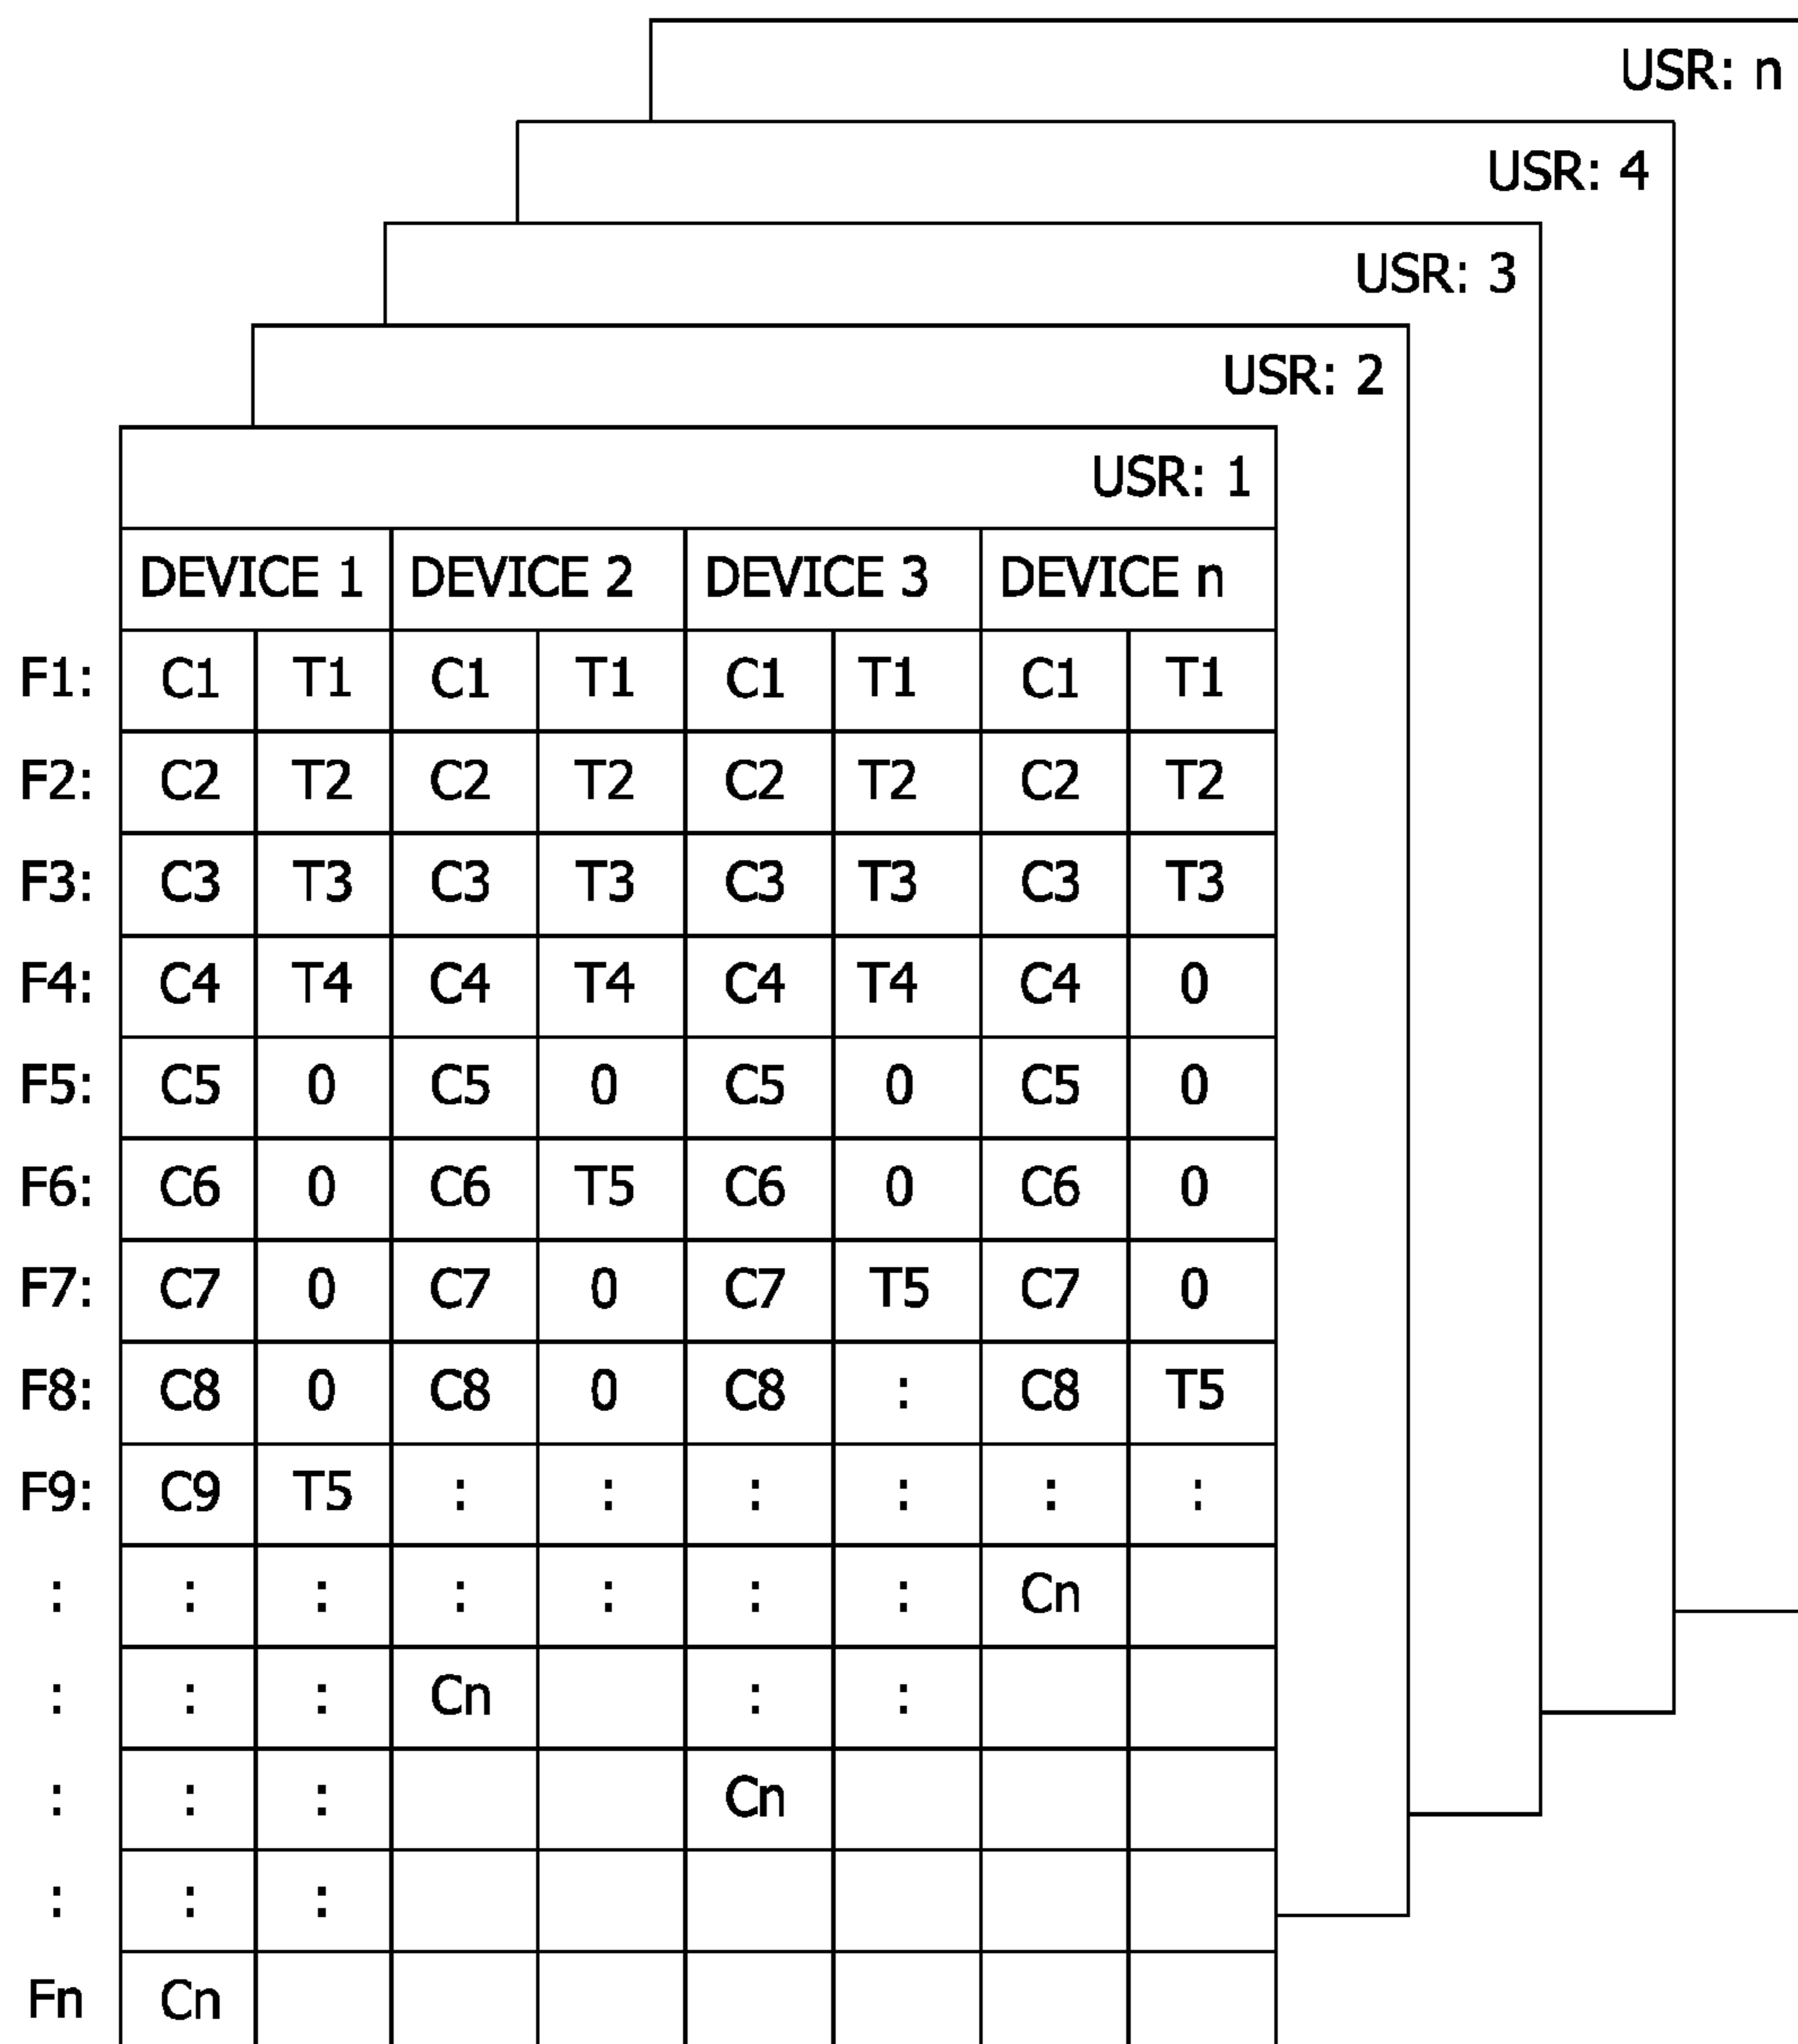 USR: n
USR: 4
USR: 3
USR: 2
USR: 1
DEVICE 1 DEVICE 2 DEVICE 3 DEVICE n
F1: C1 T1 C1 T1 C1 T1 C1 T1
F2: C2 T2 C2 T2 C2 T2 C2 T2
F3: C3 T3 C3 T3 C3 T3 C3 T3
F4: C4 T4 C4 T4 C4 T4 C4 0
F5: C5 0 C5 0 C5 0 C5 0
F6: C6 0 C6 T5 C6 0 C6 0
F7: C7 0 C7 0 C7 T5 C7 0
F8: C8 0 C8 0 C8 : C8 T5
F9: C9 T5 : : : : : :
: : : : : : : Cn
: : : Cn : :
: : : Cn
: : :
Fn Cn